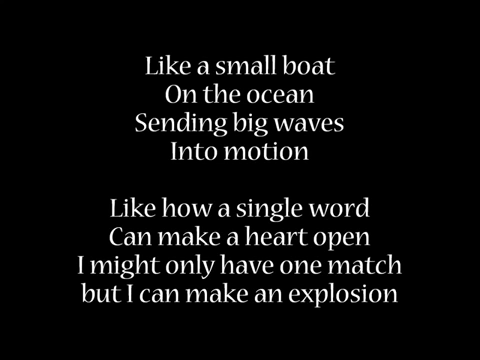 Like a small boat
On the ocean
Sending big waves
Into motion
Like how a single word
Can make a heart open
I might only have one match
but I can make an explosion